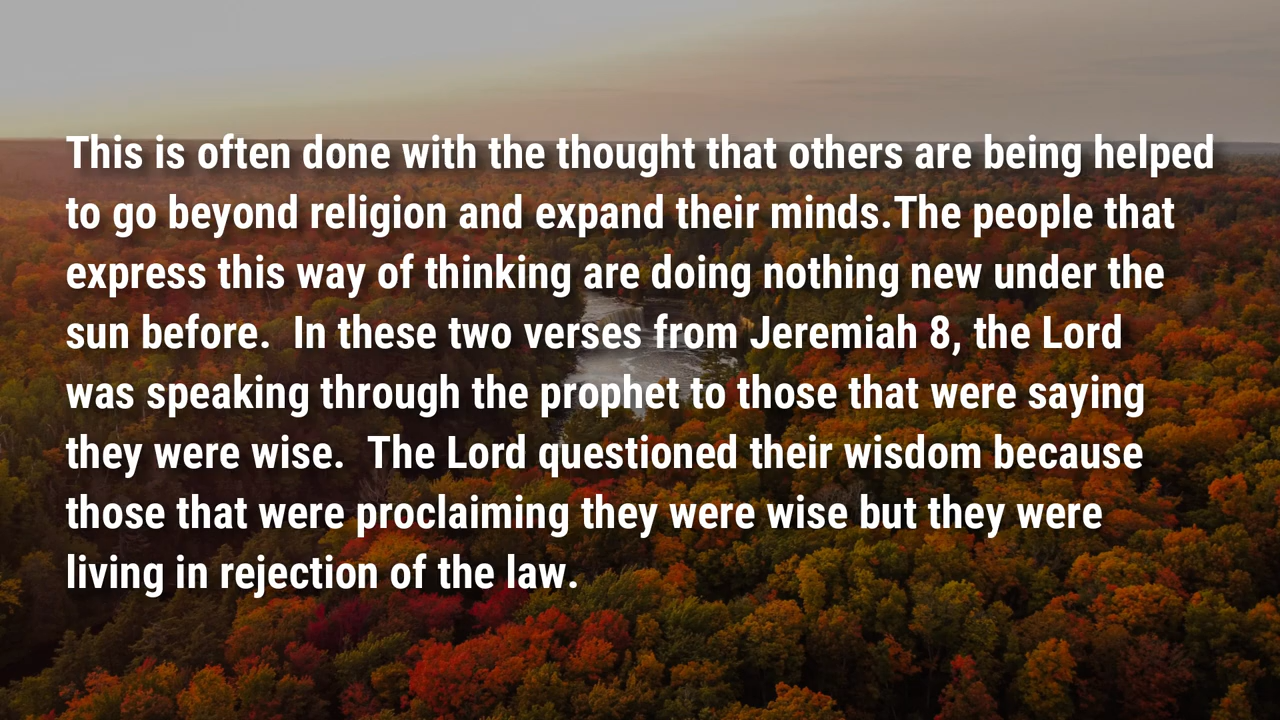 This is often done with the thought that others are being helped
to go beyond religion and expand their minds.The people that
express this way of thinking are doing nothing new under the
sun before.  In these two verses from Jeremiah 8, the Lord
was speaking through the prophet to those that were saying
they were wise.  The Lord questioned their wisdom because
those that were proclaiming they were wise but they were
living in rejection of the law.